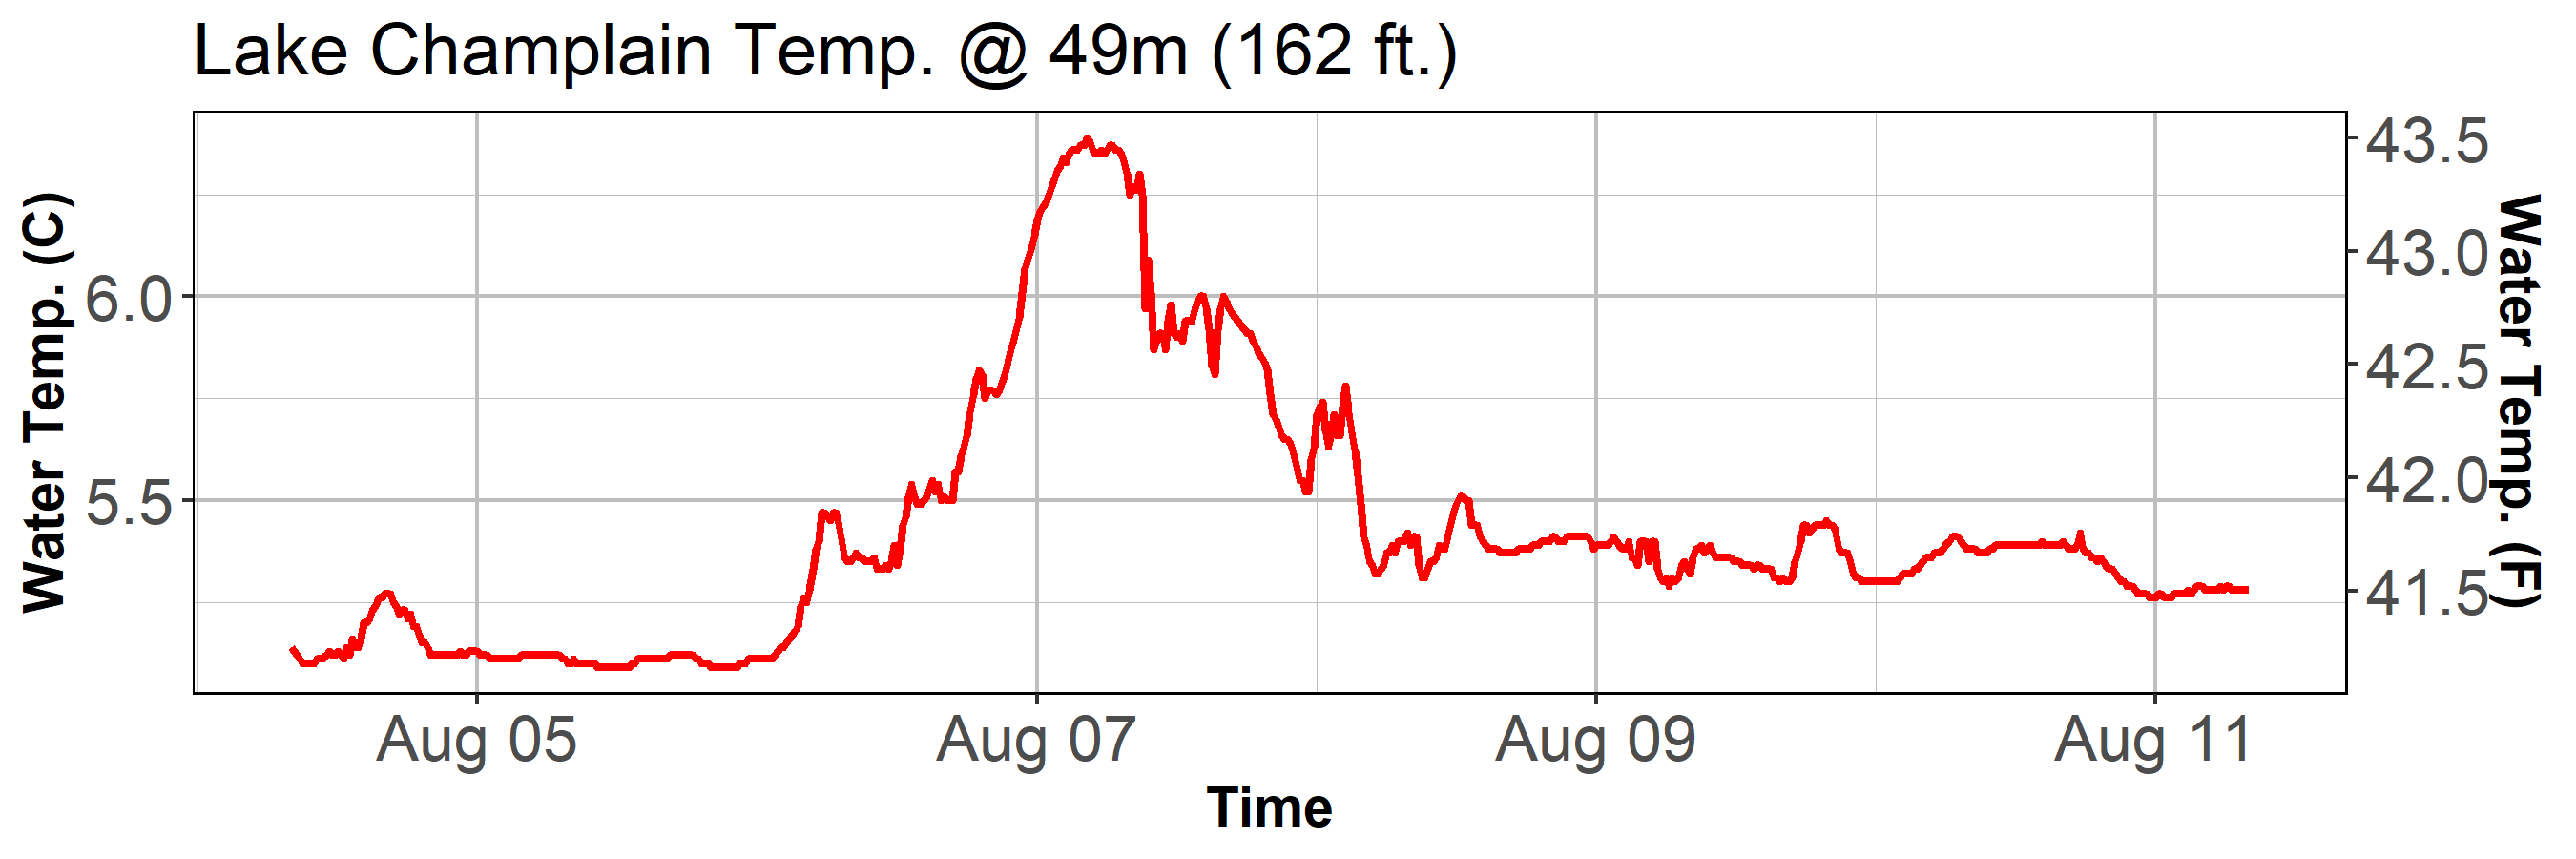 Lake Champlain Temp. @ 49m (162 ft.)
Water Temp. (C)
6.0
5.5
43.5
43.0
42.5
42.0
41.5
Water Temp. (F)
Aug 05
Aug 07
Aug 09
Aug 11
Time